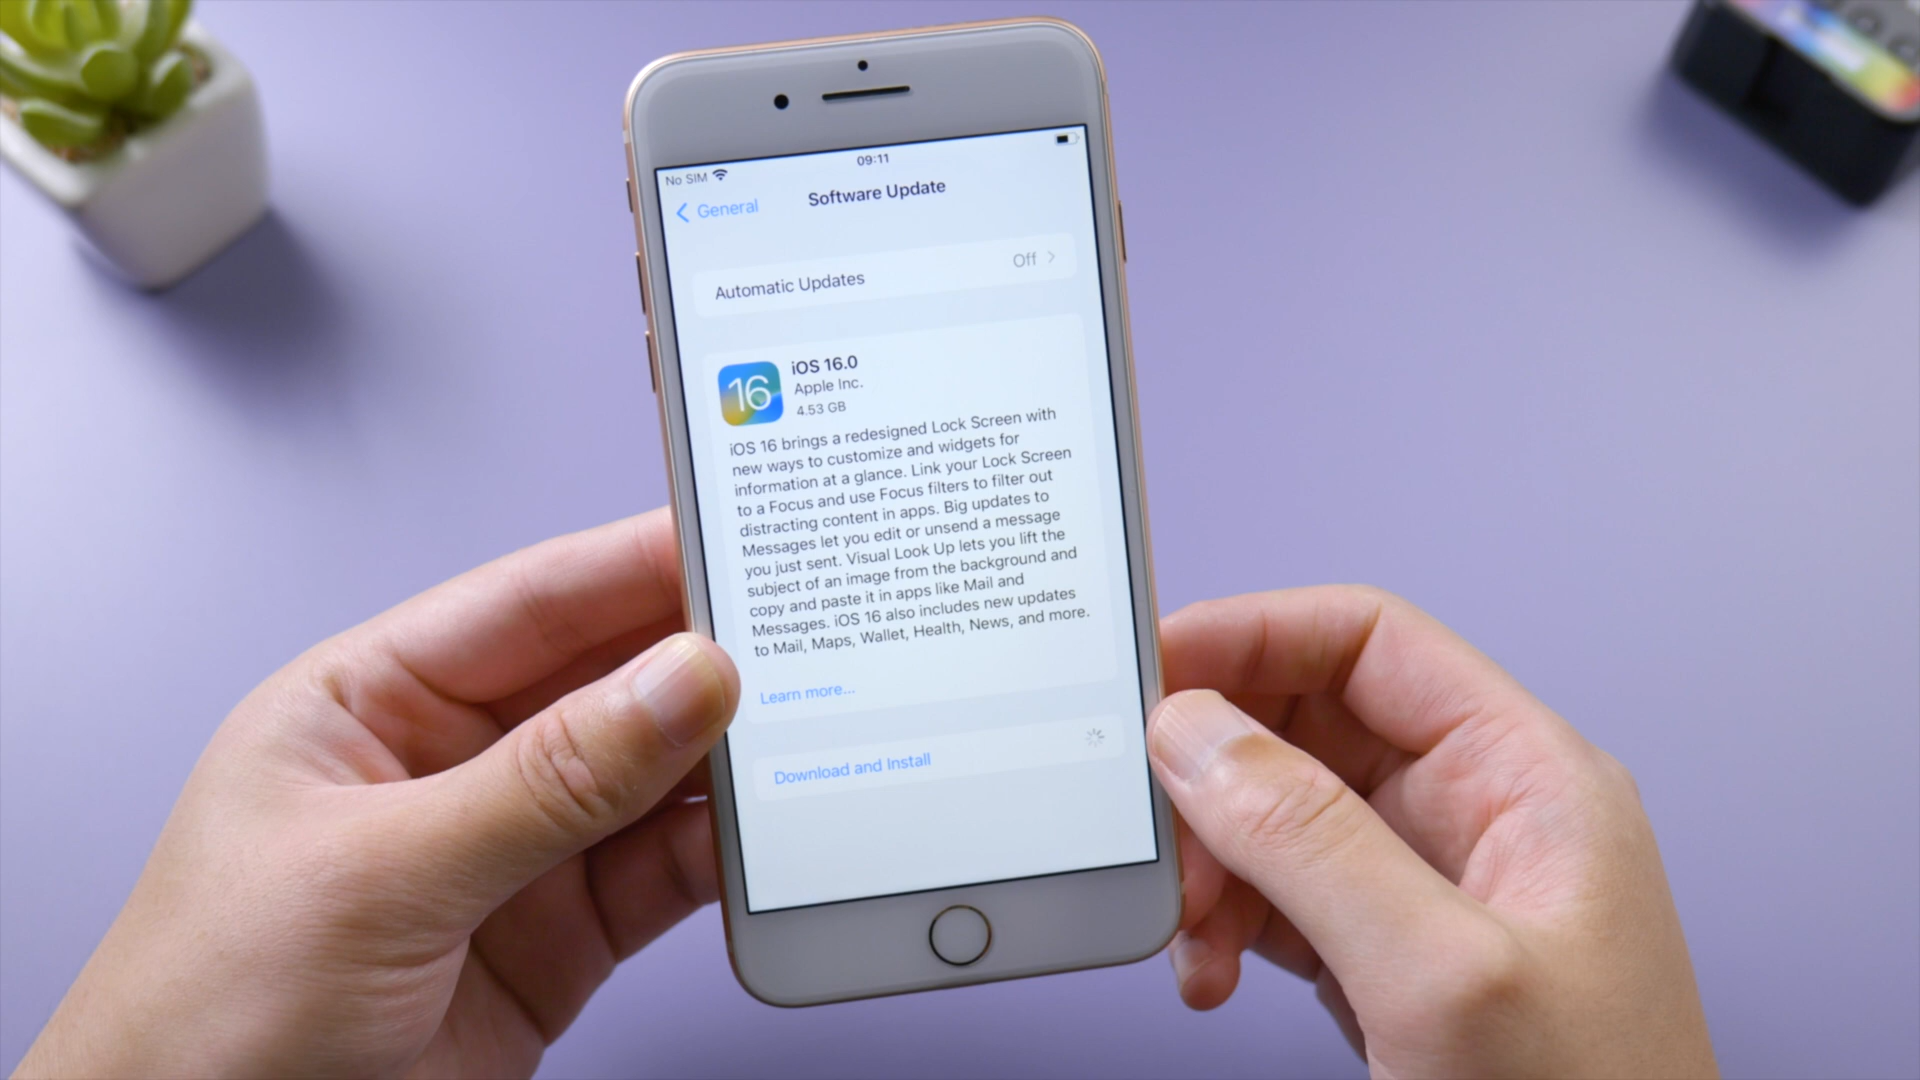 No SIM
09:11
General
Software Update
Automatic Updates
Off
16
iOS 16.0
Apple Inc.
4.53 GB
iOS 16 brings a redesigned Lock Screen with
new ways to customize and widgets for
information at a glance. Link your Lock Screen
to a Focus and use Focus filters to filter out
distracting content in apps. Big updates to
Messages let you edit or unsend a message
you just sent. Visual Look Up lets you lift the
subject of an image from the background and
copy and paste it in apps like Mail and
Messages. iOS 16 also includes new updates
to Mail, Maps, Wallet, Health, News, and more.
Learn more...
Download and Install